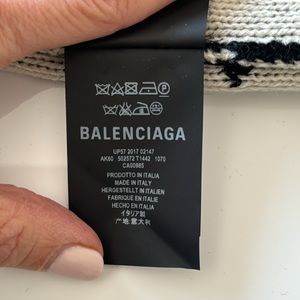 BALENCIAGA
UP57 2017 02147
AK60 502572 T1442 1070
CA00985
PRODOTTO IN ITALIA
MADE IN ITALY
HERGESTELLT IN ITALIEN
FABRIQUE EN ITALIE
HECHO EN ITALIA
イタリア製
产地:意大利